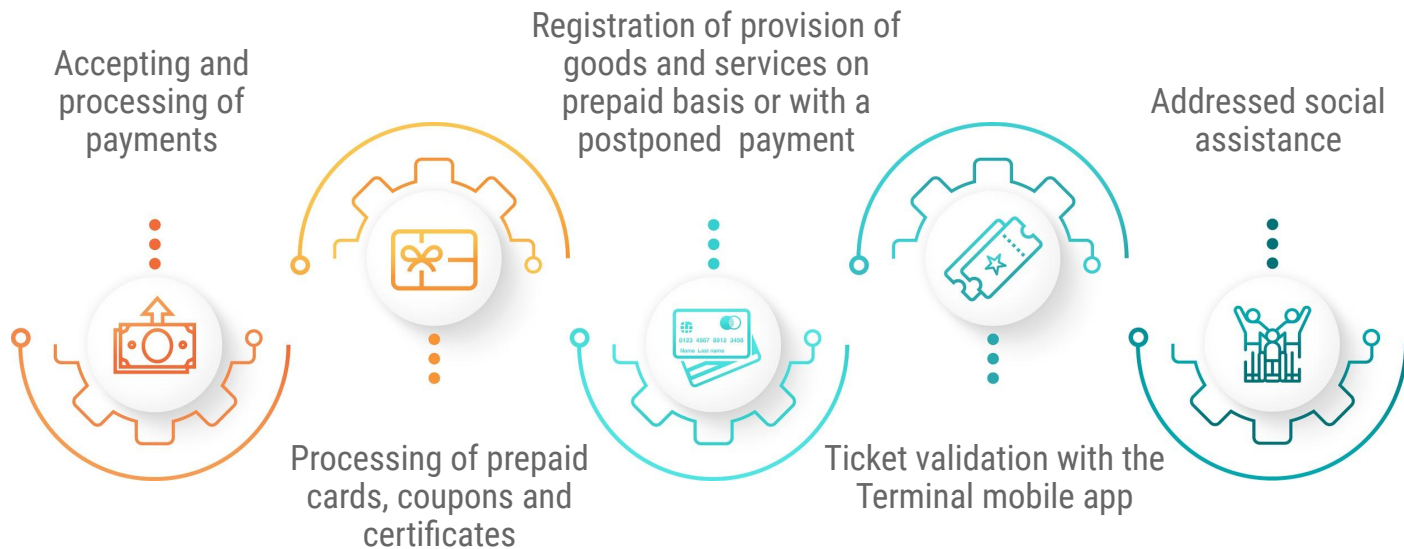 Accepting and
processing of
payments
Processing of prepaid
cards, coupons and
certificates
Registration of provision of
goods and services on
prepaid basis or with a
postponed payment
0123 4567 8912 3456
Name Last name
Ticket validation with the
Terminal mobile app
Addressed social
assistance